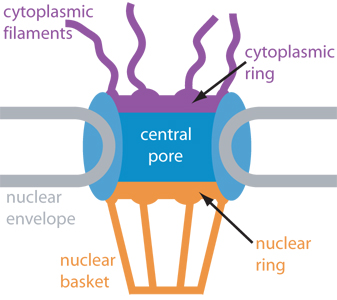 cytoplasmic
filaments
cytoplasmic
ring
central
pore
nuclear
envelope
nuclear
ring
nuclear
basket